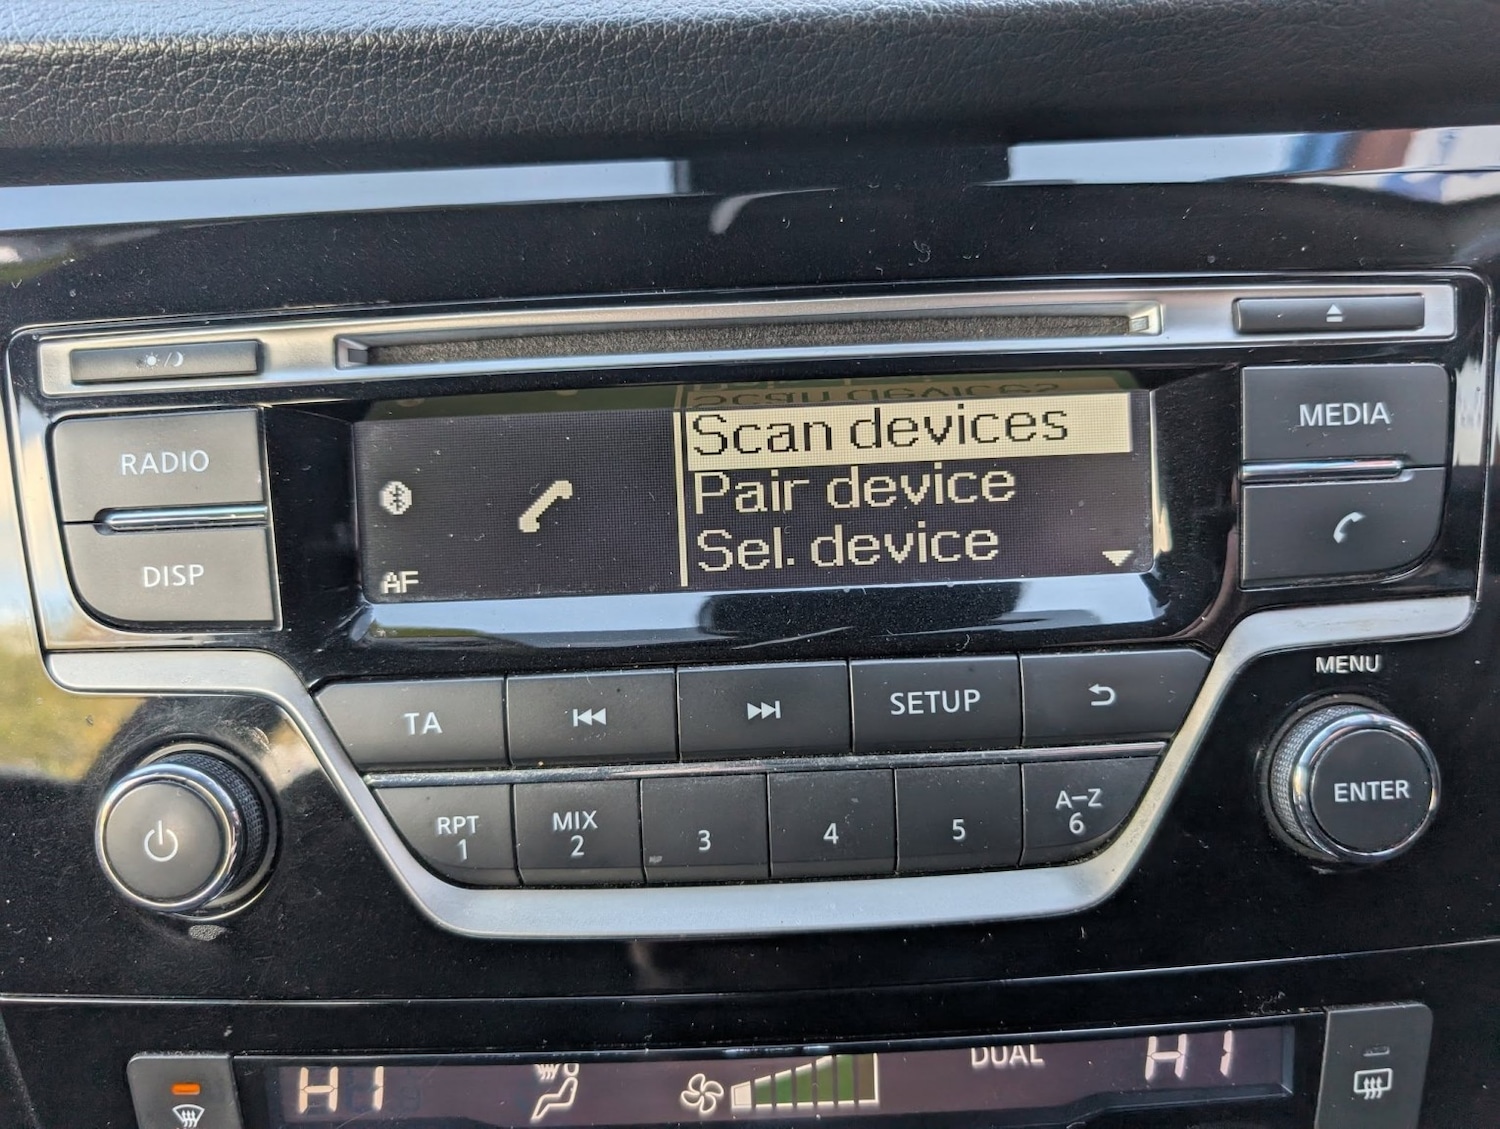 Scan devices
RADIO
MEDIA
Pair device
Sel. device
DISP
AF
MENU
TA
SETUP
ENTER
RPT
1
MIX
2
3
4
5
A–Z
6
HI
DUAL
HI